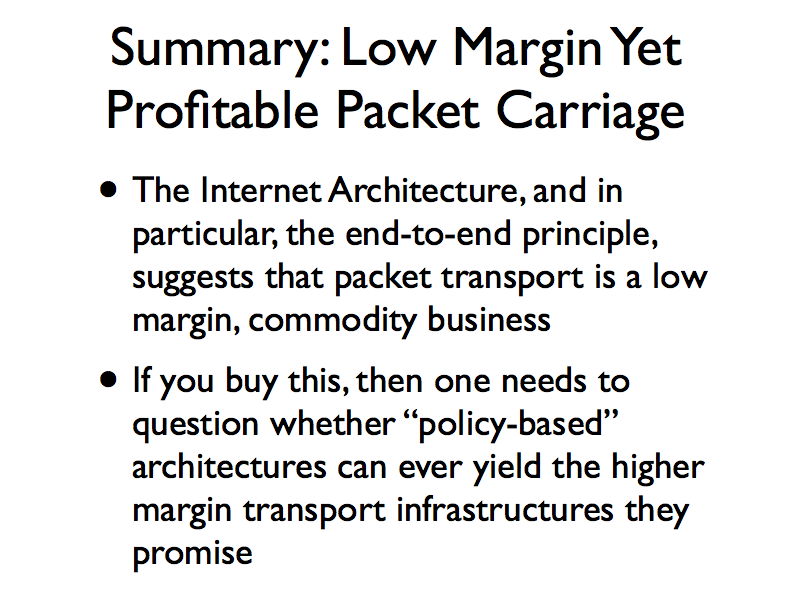 Summary: Low Margin Yet
Profitable Packet Carriage
• The Internet Architecture, and in
particular, the end-to-end principle,
suggests that packet transport is a low
margin, commodity business
• If you buy this, then one needs to
question whether “policy-based”
architectures can ever yield the higher
margin transport infrastructures they
promise